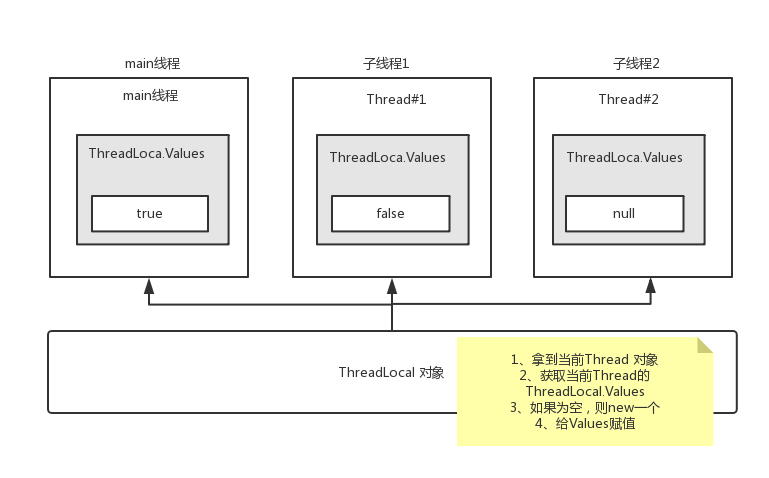 main线程
子线程1
子线程2
main线程
Thread#1
Thread#2
ThreadLoca.Values
ThreadLoca.Values
ThreadLoca.Values
true
false
null
ThreadLocal 对象
1、拿到当前Thread 对象
2、获取当前Thread的
ThreadLocal.Values
3、如果为空，则new一个
4、给Values赋值